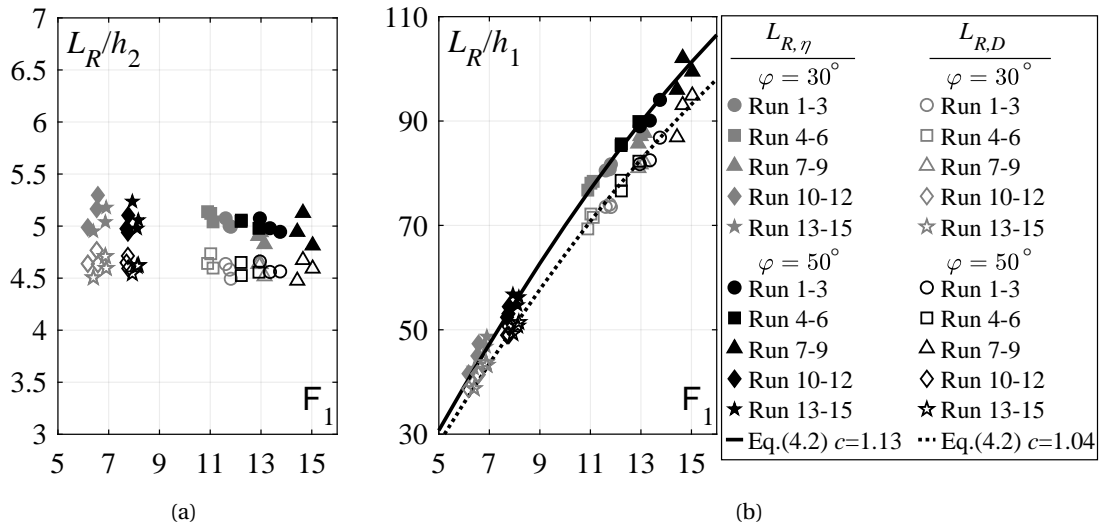 7
6.5
6
5.5
5
4.5
4
3.5
3
L_R/h_2
F_1
5 7 9 11 13 15
(a)
110
90
70
50
30
L_R/h_1
F_1
5 7 9 11 13 15
(b)
L_{R,η} L_{R,D}
φ = 30° φ = 30°
Run 1-3 Run 1-3
Run 4-6 Run 4-6
Run 7-9 Run 7-9
Run 10-12 Run 10-12
Run 13-15 Run 13-15
φ = 50° φ = 50°
Run 1-3 Run 1-3
Run 4-6 Run 4-6
Run 7-9 Run 7-9
Run 10-12 Run 10-12
Run 13-15 Run 13-15
Eq.(4.2) c=1.13 Eq.(4.2) c=1.04